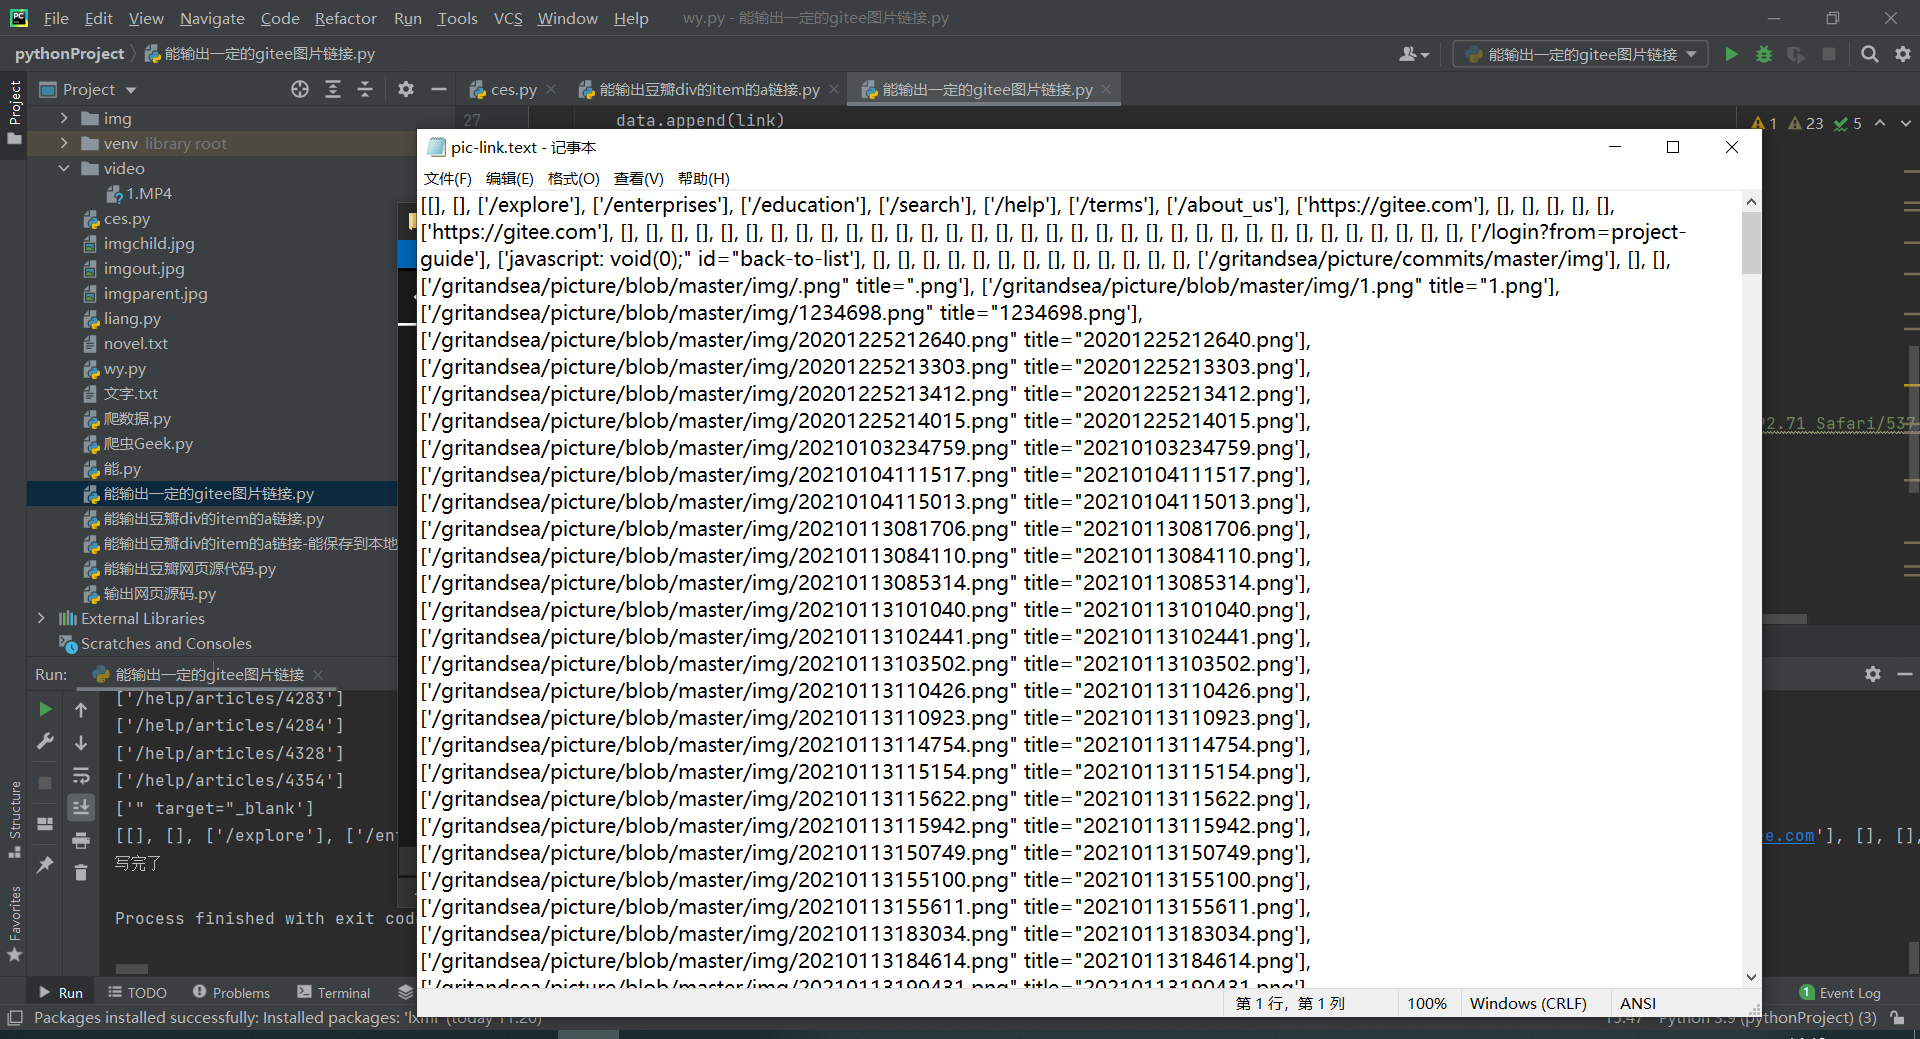 File Edit View Navigate Code Refactor Run Tools VCS Window Help wy.py - 能输出一定的gitee图片链接.py
pythonProject 能输出一定的gitee图片链接.py
能输出一定的gitee图片链接
Project
Project
ces.py
能输出豆瓣div的item的a链接.py
能输出一定的gitee图片链接.py
27 data.append(link)
1 23 5
img
venv library root
video
1.MP4
ces.py
imgchild.jpg
imgout.jpg
imgparent.jpg
liang.py
novel.txt
wy.py
文字.txt
爬数据.py
爬虫Geek.py
能.py
能输出一定的gitee图片链接.py
能输出豆瓣div的item的a链接.py
能输出豆瓣div的item的a链接-能保存到本地
能输出豆瓣网页源代码.py
输出网页源码.py
External Libraries
Scratches and Consoles
pic-link.text - 记事本
文件(F) 编辑(E) 格式(O) 查看(V) 帮助(H)
[[], [], ['/explore'], ['/enterprises'], ['/education'], ['/search'], ['/help'], ['/terms'], ['/about_us'], ['https://gitee.com'], [], [], [], [], [],
['https://gitee.com'], [], [], [], [], [], [], [], [], [], [], [], [], [], [], [], [], [], [], [], [], [], [], [], [], [], [], [], [], [], [], [], [], [], [], ['/login?from=project-
guide'], ['javascript: void(0);" id="back-to-list'], [], [], [], [], [], [], [], [], [], [], [], [], [], ['/gritandsea/picture/commits/master/img'], [], [],
['/gritandsea/picture/blob/master/img/.png" title=".png'], ['/gritandsea/picture/blob/master/img/1.png" title="1.png'],
['/gritandsea/picture/blob/master/img/1234698.png" title="1234698.png'],
['/gritandsea/picture/blob/master/img/20201225212640.png" title="20201225212640.png'],
['/gritandsea/picture/blob/master/img/20201225213303.png" title="20201225213303.png'],
['/gritandsea/picture/blob/master/img/20201225213412.png" title="20201225213412.png'],
['/gritandsea/picture/blob/master/img/20201225214015.png" title="20201225214015.png'],
['/gritandsea/picture/blob/master/img/20210103234759.png" title="20210103234759.png'],
['/gritandsea/picture/blob/master/img/20210104111517.png" title="20210104111517.png'],
['/gritandsea/picture/blob/master/img/20210104115013.png" title="20210104115013.png'],
['/gritandsea/picture/blob/master/img/20210113081706.png" title="20210113081706.png'],
['/gritandsea/picture/blob/master/img/20210113084110.png" title="20210113084110.png'],
['/gritandsea/picture/blob/master/img/20210113085314.png" title="20210113085314.png'],
['/gritandsea/picture/blob/master/img/20210113101040.png" title="20210113101040.png'],
['/gritandsea/picture/blob/master/img/20210113102441.png" title="20210113102441.png'],
['/gritandsea/picture/blob/master/img/20210113103502.png" title="20210113103502.png'],
['/gritandsea/picture/blob/master/img/20210113110426.png" title="20210113110426.png'],
['/gritandsea/picture/blob/master/img/20210113110923.png" title="20210113110923.png'],
['/gritandsea/picture/blob/master/img/20210113114754.png" title="20210113114754.png'],
['/gritandsea/picture/blob/master/img/20210113115154.png" title="20210113115154.png'],
['/gritandsea/picture/blob/master/img/20210113115622.png" title="20210113115622.png'],
['/gritandsea/picture/blob/master/img/20210113115942.png" title="20210113115942.png'],
['/gritandsea/picture/blob/master/img/20210113150749.png" title="20210113150749.png'],
['/gritandsea/picture/blob/master/img/20210113155100.png" title="20210113155100.png'],
['/gritandsea/picture/blob/master/img/20210113155611.png" title="20210113155611.png'],
['/gritandsea/picture/blob/master/img/20210113183034.png" title="20210113183034.png'],
['/gritandsea/picture/blob/master/img/20210113184614.png" title="20210113184614.png'],
['/gritandsea/picture/blob/master/img/20210113190431.png" title="20210113190431.png'],
第 1 行，第 1 列 100% Windows (CRLF) ANSI
92.71 Safari/537
Run: 能输出一定的gitee图片链接
['/help/articles/4283']
['/help/articles/4284']
['/help/articles/4328']
['/help/articles/4354']
['" target="_blank']
[[], [], ['/explore'], ['/ent
e.com'], [], [],
写完了
Process finished with exit cod
Structure
Favorites
Run TODO Problems Terminal
1 Event Log
Packages installed successfully: Installed packages: 'lxml' (today 11:20)
15:47 Python 3.9 (pythonProject) (3)